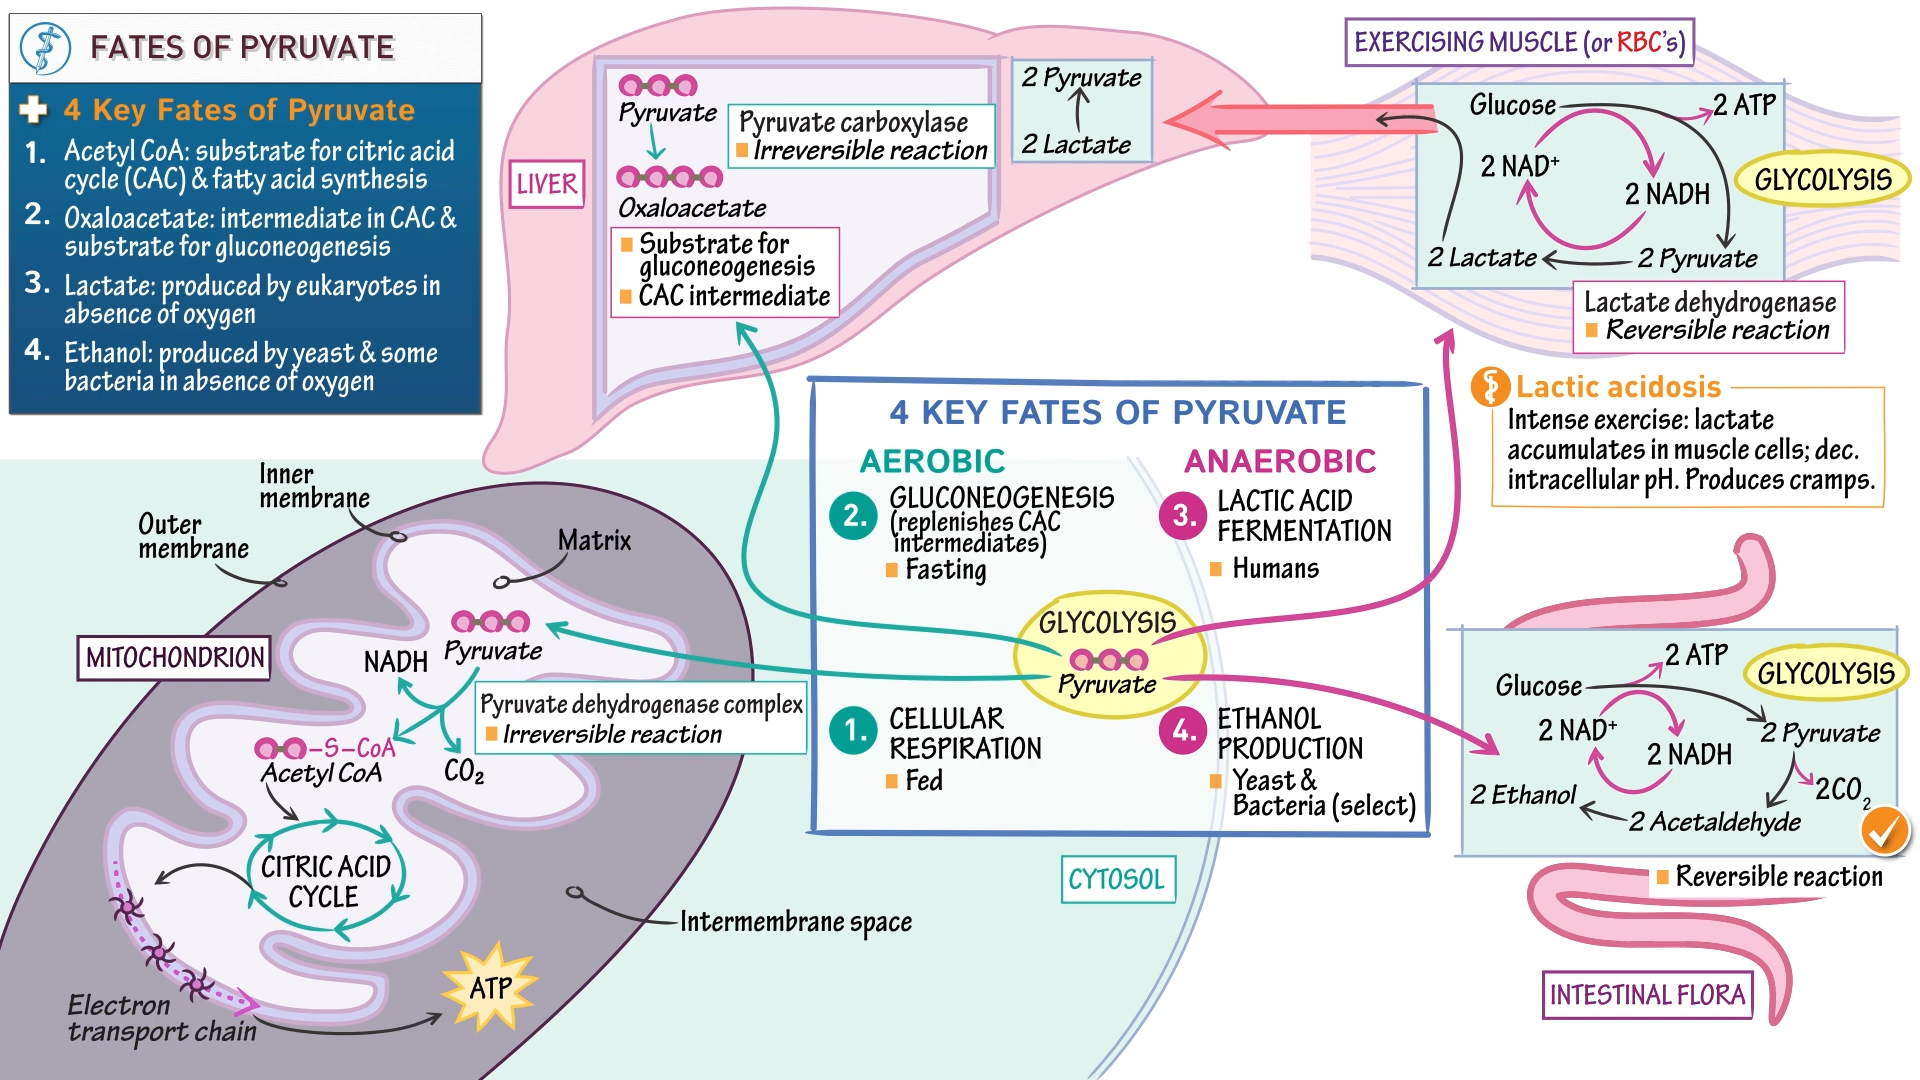 FATES OF PYRUVATE
4 Key Fates of Pyruvate
1. Acetyl CoA: substrate for citric acid
cycle (CAC) & fatty acid synthesis
2. Oxaloacetate: intermediate in CAC &
substrate for gluconeogenesis
3. Lactate: produced by eukaryotes in
absence of oxygen
4. Ethanol: produced by yeast & some
bacteria in absence of oxygen
LIVER
Pyruvate
Pyruvate carboxylase
Irreversible reaction
Oxaloacetate
Substrate for
gluconeogenesis
CAC intermediate
2 Pyruvate
2 Lactate
EXERCISING MUSCLE (or RBC's)
Glucose
2 ATP
2 NAD+
2 NADH
GLYCOLYSIS
2 Lactate
2 Pyruvate
Lactate dehydrogenase
Reversible reaction
Lactic acidosis
Intense exercise: lactate
accumulates in muscle cells; dec.
intracellular pH. Produces cramps.
4 KEY FATES OF PYRUVATE
AEROBIC
ANAEROBIC
2. GLUCONEOGENESIS
(replenishes CAC
intermediates)
Fasting
3. LACTIC ACID
FERMENTATION
Humans
GLYCOLYSIS
Pyruvate
1. CELLULAR
RESPIRATION
Fed
4. ETHANOL
PRODUCTION
Yeast &
Bacteria (select)
CYTOSOL
Inner
membrane
Outer
membrane
Matrix
MITOCHONDRION
NADH
Pyruvate
Pyruvate dehydrogenase complex
Irreversible reaction
-S-CoA
Acetyl CoA
CO2
CITRIC ACID
CYCLE
Intermembrane space
ATP
Electron
transport chain
2 ATP
GLYCOLYSIS
Glucose
2 NAD+
2 NADH
2 Pyruvate
2CO2
2 Ethanol
2 Acetaldehyde
Reversible reaction
INTESTINAL FLORA